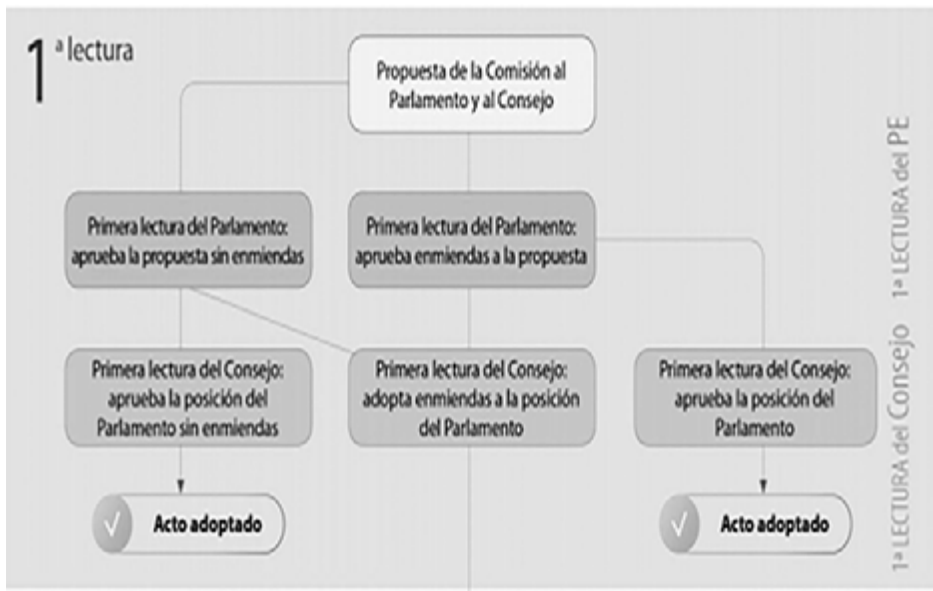 1ª lectura
Propuesta de la Comisión al
Parlamento y al Consejo
Primera lectura del Parlamento:
aprueba la propuesta sin enmiendas
Primera lectura del Parlamento:
aprueba enmiendas a la propuesta
Primera lectura del Consejo:
aprueba la posición del
Parlamento sin enmiendas
Primera lectura del Consejo:
adopta enmiendas a la posición
del Parlamento
Primera lectura del Consejo:
aprueba la posición del
Parlamento
Acto adoptado
Acto adoptado
1ª LECTURA del PE
1ª LECTURA del Consejo